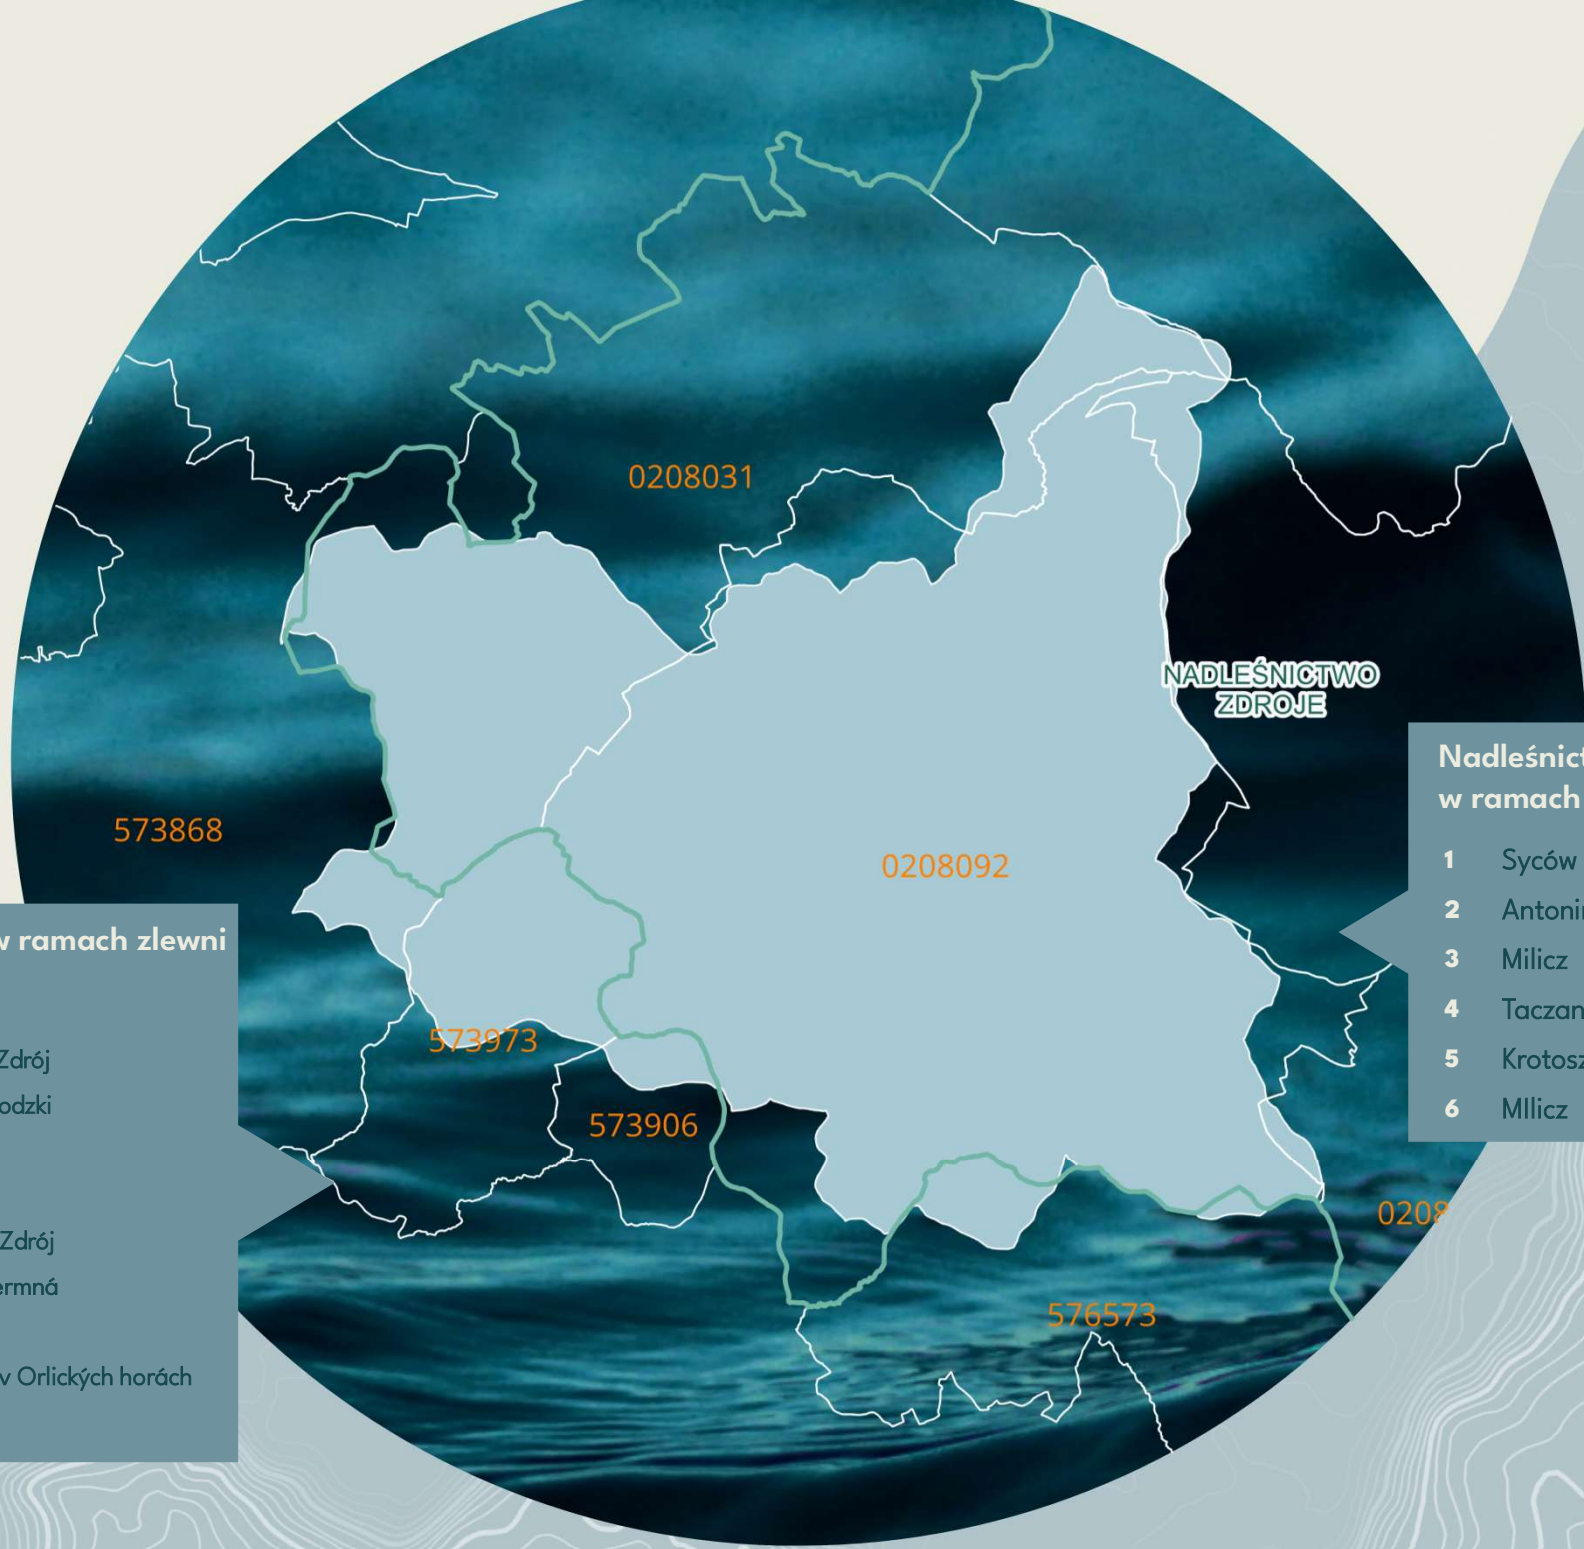 0208031
NADLEŚNICTWO
ZDROJE
573868
0208092
573973
573906
0208
576573
w ramach zlewni
Zdrój
odzki
Zdrój
ermná
v Orlických horách
Nadleśnict
w ramach
1 Syców
2 Antonin
3 Milicz
4 Taczan
5 Krotosz
6 MIlicz